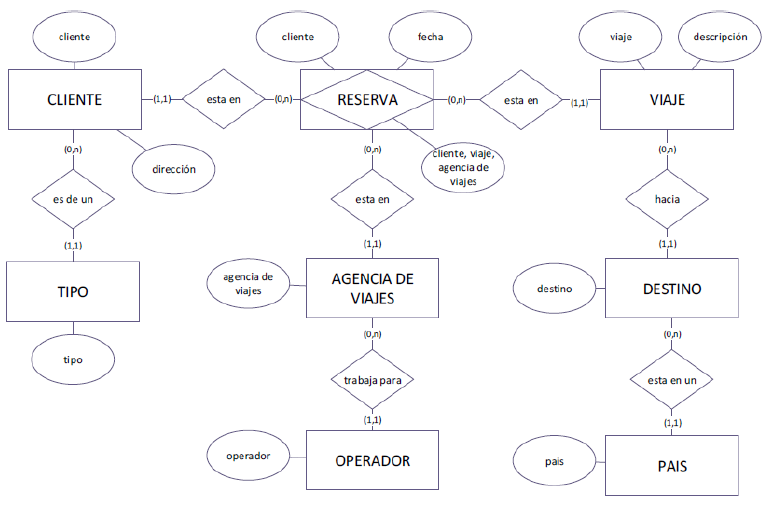 cliente
cliente
fecha
viaje
descripción
CLIENTE
(1,1)
esta en
(0,n)
RESERVA
(0,n)
esta en
(1,1)
VIAJE
(0,n)
dirección
(0,n)
cliente, viaje,
agencia de
viajes
(0,n)
es de un
esta en
hacia
(1,1)
(1,1)
(1,1)
TIPO
agencia de
viajes
AGENCIA DE
VIAJES
destino
DESTINO
tipo
(0,n)
(0,n)
trabaja para
esta en un
(1,1)
(1,1)
operador
OPERADOR
pais
PAIS